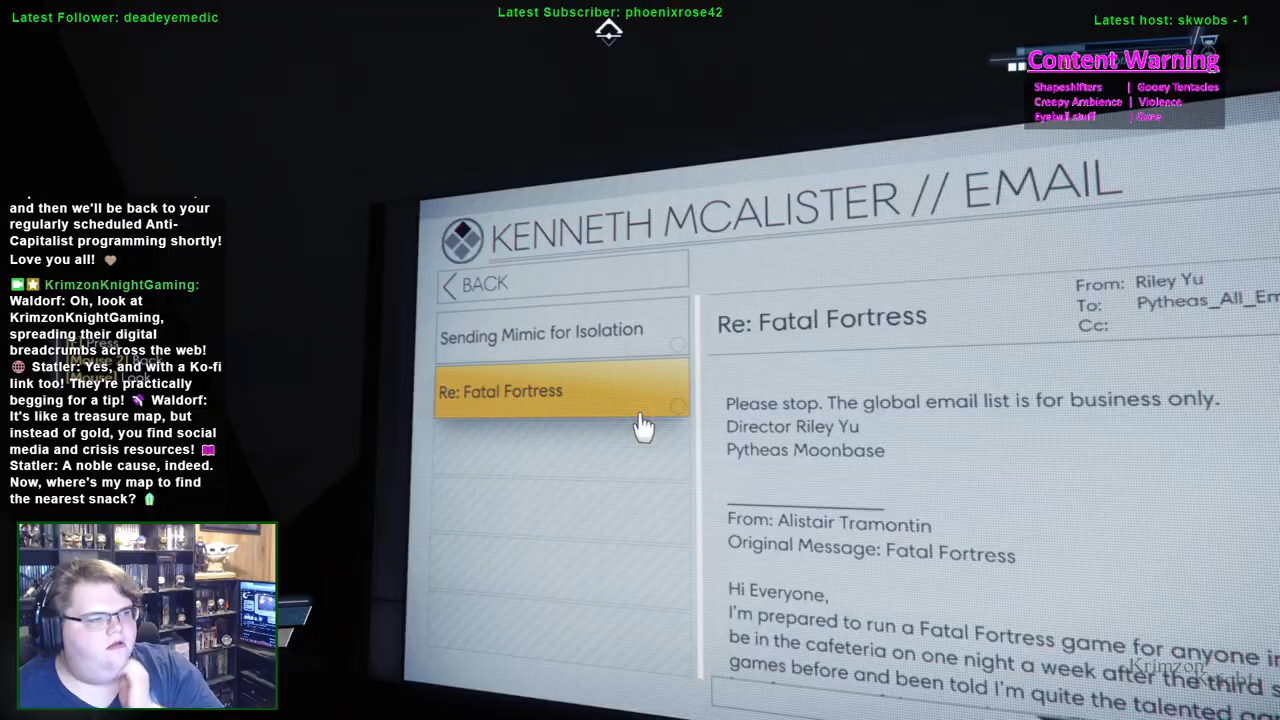 Latest Follower: deadeyemedic
Latest Subscriber: phoenixrose42
Latest host: skwobs - 1
Content Warning
Shapeshifters | Gooey Tentacles
Creepy Ambience | Violence
Eyeball stuff | Gore
and then we'll be back to your
regularly scheduled Anti-
Capitalist programming shortly!
Love you all!
KrimzonKnightGaming:
Waldorf: Oh, look at
KrimzonKnightGaming,
spreading their digital
breadcrumbs across the web!
Statler: Yes, and with a Ko-fi
link too! They're practically
begging for a tip! Waldorf:
It's like a treasure map, but
instead of gold, you find social
media and crisis resources!
Statler: A noble cause, indeed.
Now, where's my map to find
the nearest snack?
Press
[Mouse 2] Back
[Mouse] Look
KENNETH MCALISTER // EMAIL
BACK
Sending Mimic for Isolation
Re: Fatal Fortress
Re: Fatal Fortress
From: Riley Yu
To: Pytheas_All_Em
Cc:
Please stop. The global email list is for business only.
Director Riley Yu
Pytheas Moonbase
From: Alistair Tramontin
Original Message: Fatal Fortress
Hi Everyone,
I'm prepared to run a Fatal Fortress game for anyone in
be in the cafeteria on one night a week after the third s
games before and been told I'm quite the talented